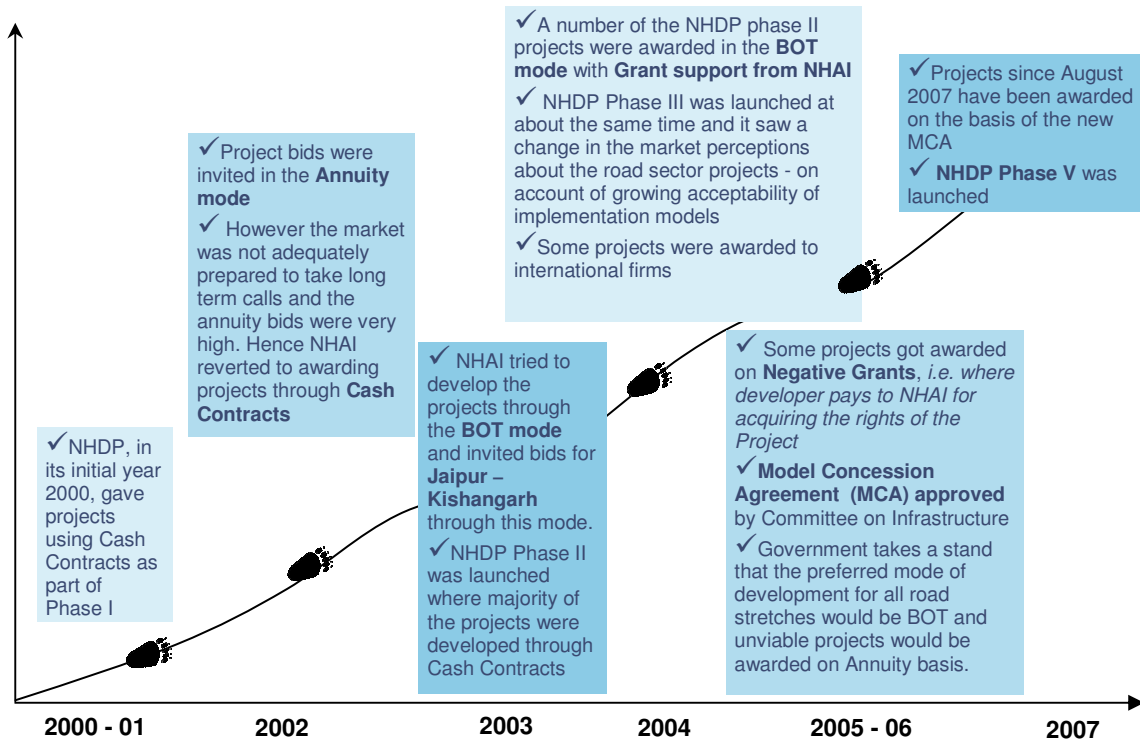 ✓NHDP, in
its initial year
2000, gave
projects
using Cash
Contracts as
part of
Phase I
✓Project bids were
invited in the Annuity
mode
✓ However the market
was not adequately
prepared to take long
term calls and the
annuity bids were very
high. Hence NHAI
reverted to awarding
projects through Cash
Contracts
✓ NHAI tried to
develop the
projects through
the BOT mode
and invited bids for
Jaipur –
Kishangarh
through this mode.
✓NHDP Phase II
was launched
where majority of
the projects were
developed through
Cash Contracts
✓A number of the NHDP phase II
projects were awarded in the BOT
mode with Grant support from NHAI
✓ NHDP Phase III was launched at
about the same time and it saw a
change in the market perceptions
about the road sector projects - on
account of growing acceptability of
implementation models
✓Some projects were awarded to
international firms
✓ Some projects got awarded
on Negative Grants, i.e. where
developer pays to NHAI for
acquiring the rights of the
Project
✓Model Concession
Agreement (MCA) approved
by Committee on Infrastructure
✓Government takes a stand
that the preferred mode of
development for all road
stretches would be BOT and
unviable projects would be
awarded on Annuity basis.
✓Projects since August
2007 have been awarded
on the basis of the new
MCA
✓ NHDP Phase V was
launched
2000 - 01
2002
2003
2004
2005 - 06
2007